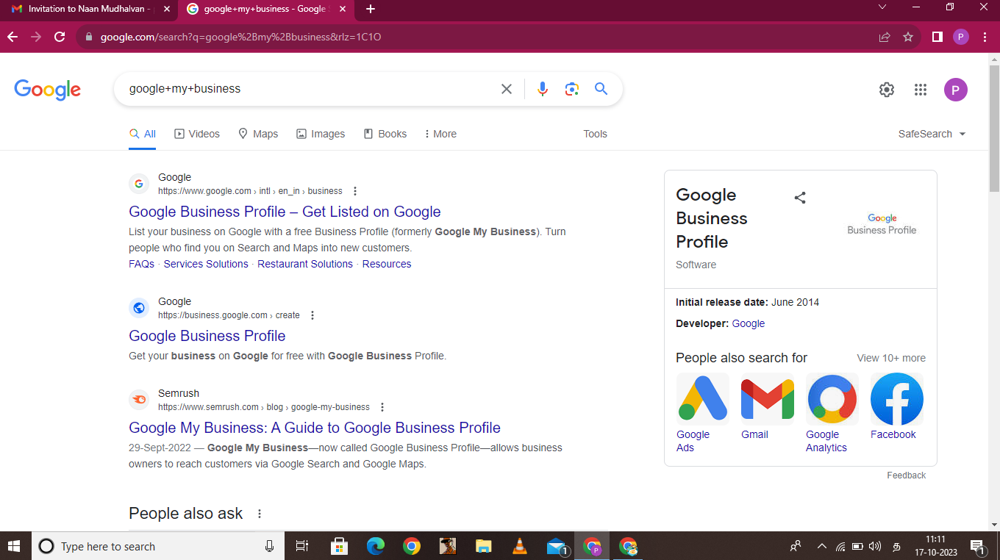 Invitation to Naan Mudhalvan -
google+my+business - Google S
google.com/search?q=google%2Bmy%2Bbusiness&rlz=1C1O
P
Google
google+my+business
P
All
Videos
Maps
Images
Books
More
Tools
SafeSearch
Google
https://www.google.com › intl › en_in › business
Google Business Profile – Get Listed on Google
List your business on Google with a free Business Profile (formerly Google My Business). Turn
people who find you on Search and Maps into new customers.
FAQs · Services Solutions · Restaurant Solutions · Resources
Google
https://business.google.com › create
Google Business Profile
Get your business on Google for free with Google Business Profile.
Semrush
https://www.semrush.com › blog › google-my-business
Google My Business: A Guide to Google Business Profile
29-Sept-2022 — Google My Business—now called Google Business Profile—allows business
owners to reach customers via Google Search and Google Maps.
People also ask
Google
Business
Profile
Software
Google
Business Profile
Initial release date: June 2014
Developer: Google
People also search for
View 10+ more
Google
Ads
Gmail
Google
Analytics
Facebook
Feedback
Type here to search
1
P
11:11
17-10-2023
1